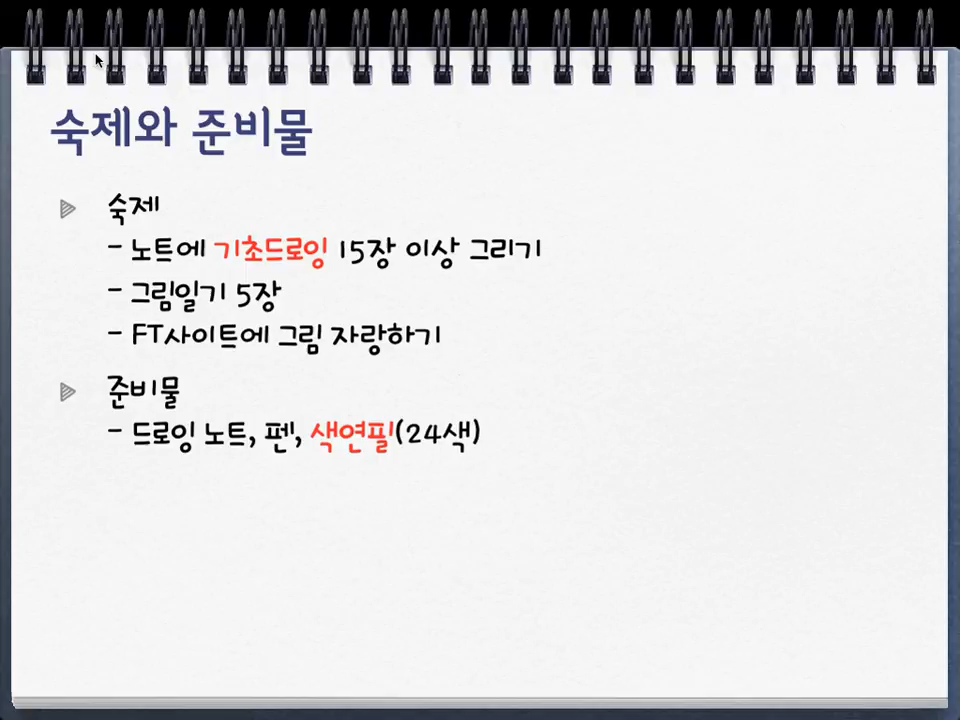 숙제와 준비물
숙제
- 노트에 기초드로잉 15장 이상 그리기
- 그림일기 5장
- FT사이트에 그림 자랑하기
준비물
- 드로잉 노트, 펜, 색연필(24색)